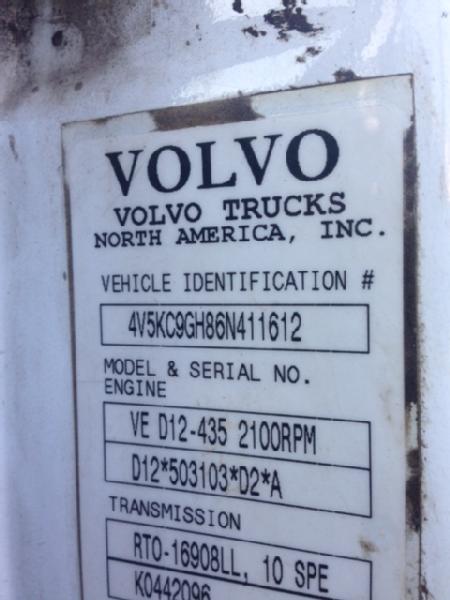 VOLVO
VOLVO TRUCKS
NORTH AMERICA, INC.
VEHICLE IDENTIFICATION #
4V5KC9GH86N411612
MODEL & SERIAL NO.
ENGINE
VE D12-435 2100RPM
D12*503103*D2*A
TRANSMISSION
RTO-16908LL, 10 SPE
K0442096